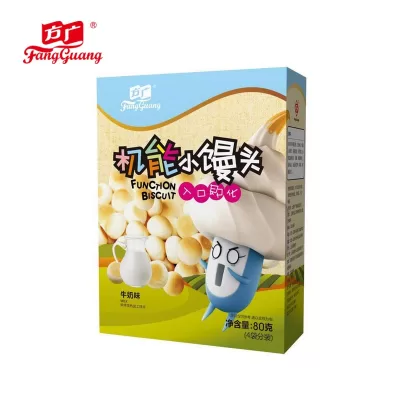 方广®
FangGuang
方广
FangGuang
机能小馒头
FUNCTION
BISCUIT
入口即化
牛奶味
净含量:80克
(4袋分装)